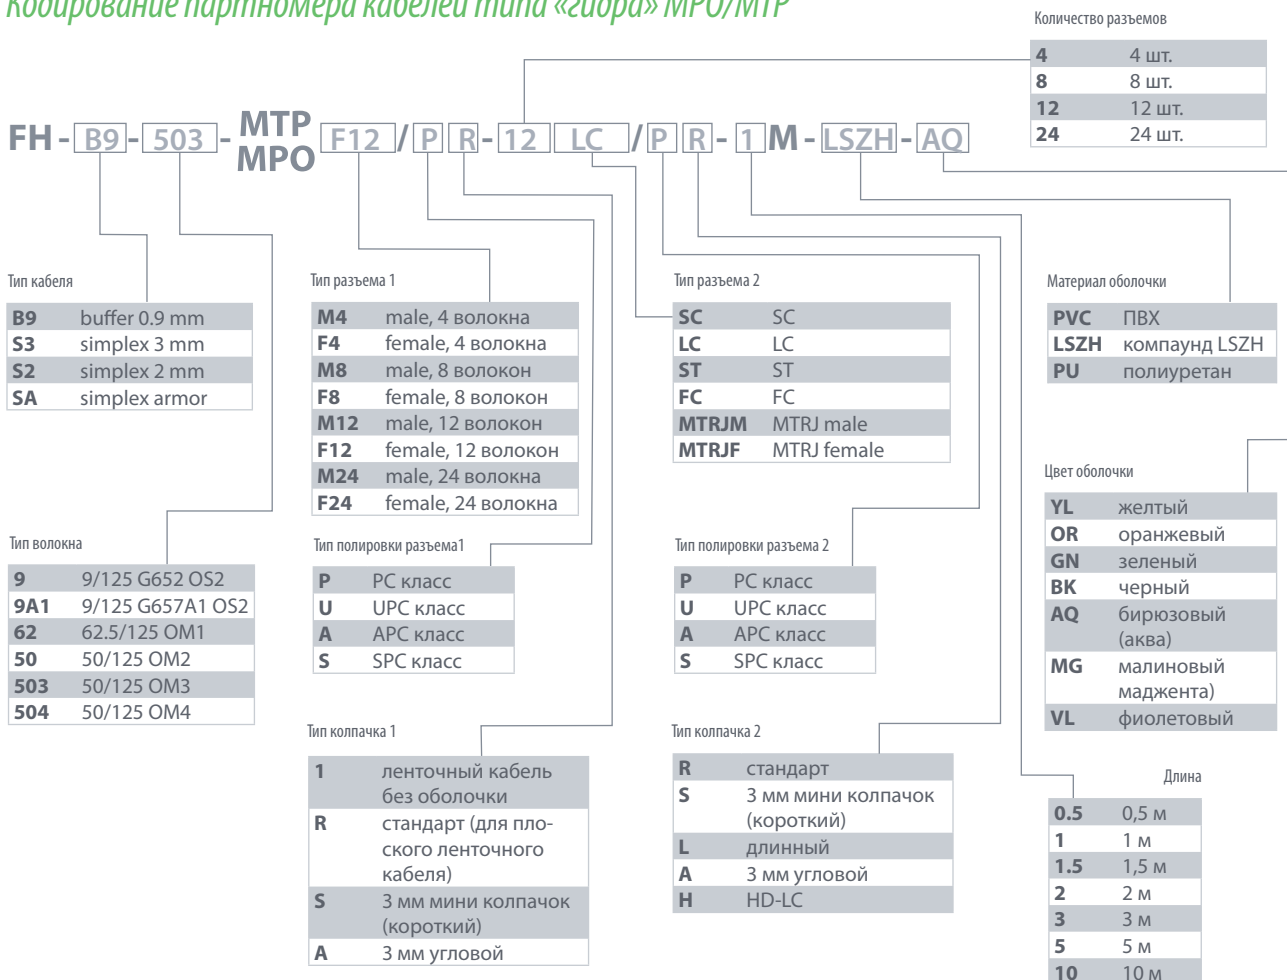 Кодирование партномера кабелей типа «гидра» MPO/MTP
Количество разъемов
4 4 шт.
8 8 шт.
12 12 шт.
24 24 шт.
FH - B9 - 503 - MTP MPO F12 / P R - 12 LC / P R - 1 M - LSZH - AQ
Тип кабеля
B9 buffer 0.9 mm
S3 simplex 3 mm
S2 simplex 2 mm
SA simplex armor
Тип волокна
9 9/125 G652 OS2
9A1 9/125 G657A1 OS2
62 62.5/125 OM1
50 50/125 OM2
503 50/125 OM3
504 50/125 OM4
Тип разъема 1
M4 male, 4 волокна
F4 female, 4 волокна
M8 male, 8 волокон
F8 female, 8 волокон
M12 male, 12 волокон
F12 female, 12 волокон
M24 male, 24 волокна
F24 female, 24 волокна
Тип полировки разъема1
P PC класс
U UPC класс
A APC класс
S SPC класс
Тип колпачка 1
1 ленточный кабель
без оболочки
R стандарт (для пло-
ского ленточного
кабеля)
S 3 мм мини колпачок
(короткий)
A 3 мм угловой
Тип разъема 2
SC SC
LC LC
ST ST
FC FC
MTRJM MTRJ male
MTRJF MTRJ female
Тип полировки разъема 2
P PC класс
U UPC класс
A APC класс
S SPC класс
Тип колпачка 2
R стандарт
S 3 мм мини колпачок
(короткий)
L длинный
A 3 мм угловой
H HD-LC
Материал оболочки
PVC ПВХ
LSZH компаунд LSZH
PU полиуретан
Цвет оболочки
YL желтый
OR оранжевый
GN зеленый
BK черный
AQ бирюзовый
(аква)
MG малиновый
маджента)
VL фиолетовый
Длина
0.5 0,5 м
1 1 м
1.5 1,5 м
2 2 м
3 3 м
5 5 м
10 10 м